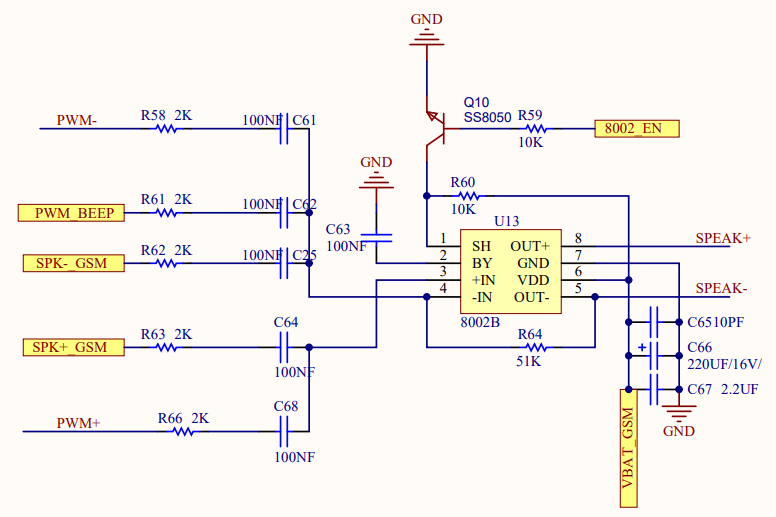 GND
Q10
SS8050
PWM-
R58 2K
100NF C61
R59
10K
8002_EN
GND
R60
10K
PWM_BEEP
R61 2K
100NF C62
C63
100NF
U13
SPK-_GSM
R62 2K
100NF C25
1 SH OUT+ 8
2 BY GND 7
3 +IN VDD 6
4 -IN OUT- 5
8002B
SPEAK+
SPEAK-
SPK+_GSM
R63 2K
C64
100NF
R64
51K
C6510PF
+ C66
220UF/16V/
C67 2.2UF
GND
VBAT_GSM
PWM+
R66 2K
C68
100NF